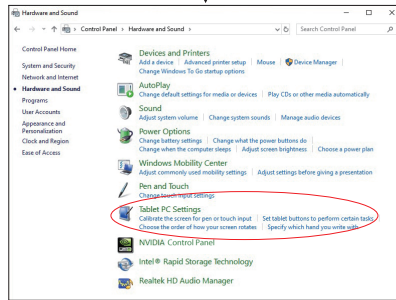 Hardware and Sound
Control Panel › Hardware and Sound ›
Search Control Panel
Control Panel Home
System and Security
Network and Internet
Hardware and Sound
Programs
User Accounts
Appearance and
Personalization
Clock and Region
Ease of Access
Devices and Printers
Add a device | Advanced printer setup | Mouse | Device Manager |
Change Windows To Go startup options
AutoPlay
Change default settings for media or devices | Play CDs or other media automatically
Sound
Adjust system volume | Change system sounds | Manage audio devices
Power Options
Change battery settings | Change what the power buttons do |
Change when the computer sleeps | Adjust screen brightness | Choose a power plan
Windows Mobility Center
Adjust commonly used mobility settings | Adjust settings before giving a presentation
Pen and Touch
Change touch input settings
Tablet PC Settings
Calibrate the screen for pen or touch input | Set tablet buttons to perform certain tasks
Choose the order of how your screen rotates | Specify which hand you write with
NVIDIA Control Panel
Intel® Rapid Storage Technology
Realtek HD Audio Manager